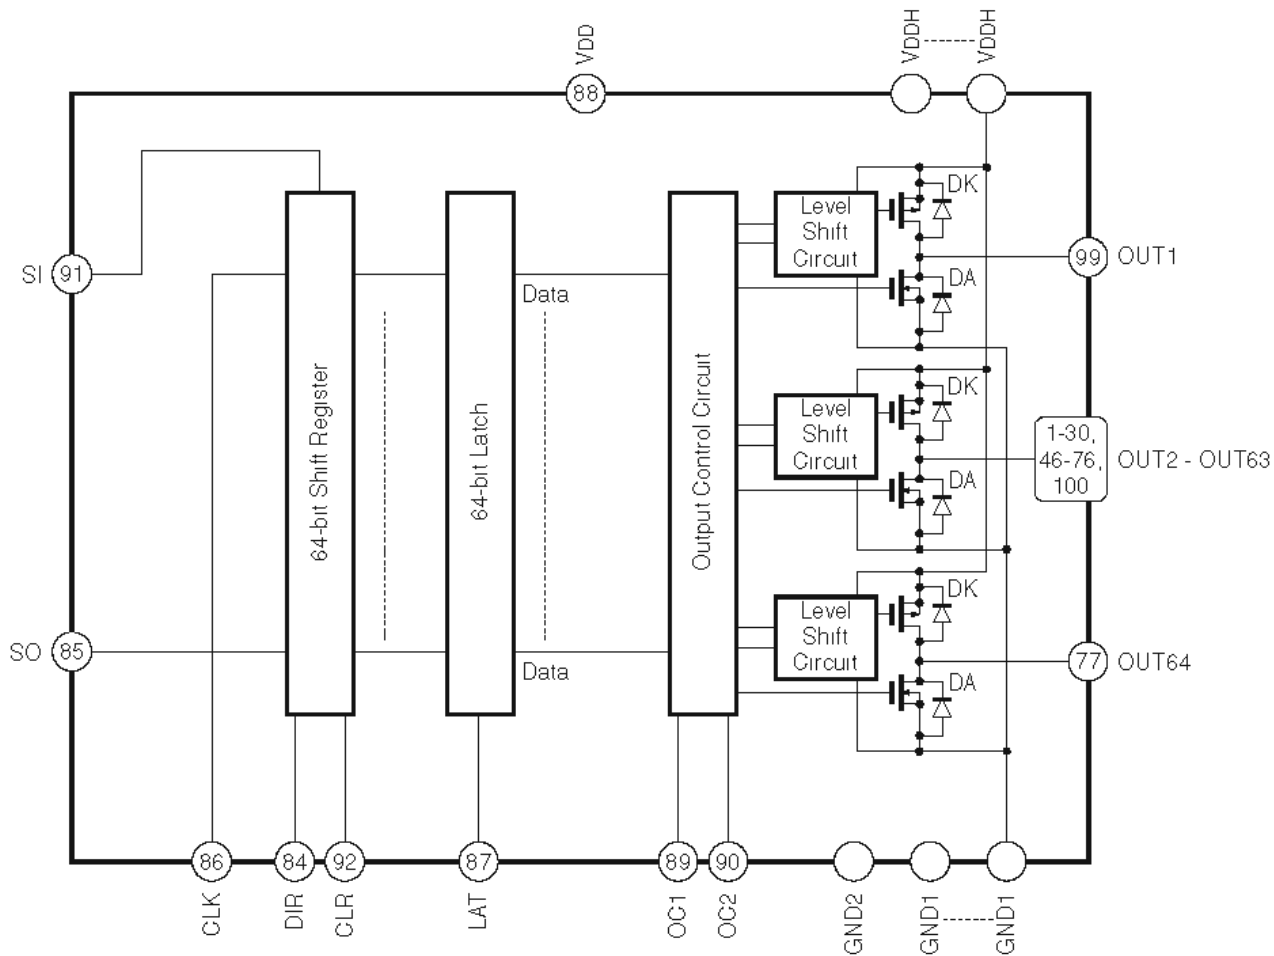 VDD
VDDH
VDDH
88
Level
Shift
Circuit
DK
DA
99
OUT1
SI
91
Data
64-bit Shift Register
64-bit Latch
Output Control Circuit
Level
Shift
Circuit
DK
DA
1-30,
46-76,
100
OUT2 - OUT63
Level
Shift
Circuit
DK
DA
77
OUT64
SO
85
Data
86
84
92
87
89
90
CLK
DIR
CLR
LAT
OC1
OC2
GND2
GND1
GND1